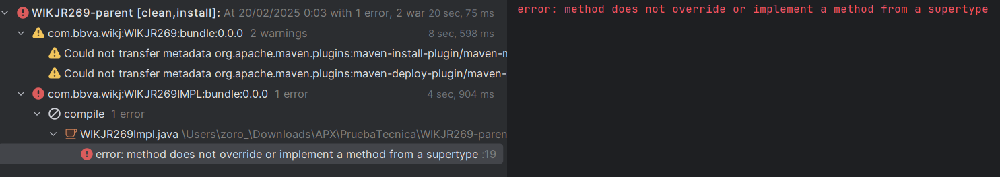 WIKJR269-parent [clean,install]: At 20/02/2025 0:03 with 1 error, 2 war 20 sec, 75 ms
com.bbva.wikj:WIKJR269:bundle:0.0.0 2 warnings 8 sec, 598 ms
Could not transfer metadata org.apache.maven.plugins:maven-install-plugin/maven-m
Could not transfer metadata org.apache.maven.plugins:maven-deploy-plugin/maven-
com.bbva.wikj:WIKJR269IMPL:bundle:0.0.0 1 error 4 sec, 904 ms
compile 1 error
WIKJR269Impl.java \Users\zoro_\Downloads\APX\PruebaTecnica\WIKJR269-paren
error: method does not override or implement a method from a supertype :19
error: method does not override or implement a method from a supertype